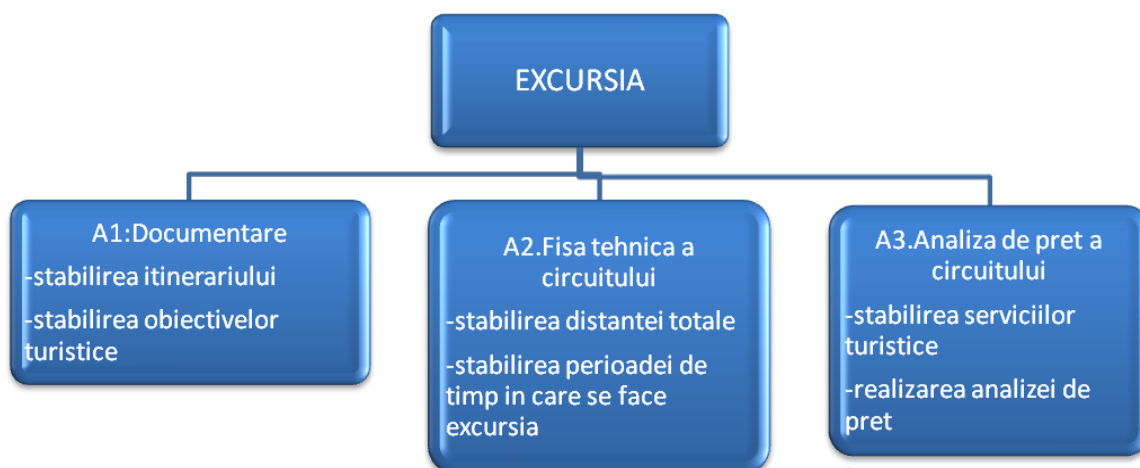 EXCURSIA
A1:Documentare
-stabilirea itinerariului
-stabilirea obiectivelor
turistice
A2.Fisa tehnica a
circuitului
-stabilirea distantei totale
-stabilirea perioadei de
timp in care se face
excursia
A3.Analiza de pret a
circuitului
-stabilirea serviciilor
turistice
-realizarea analizei de
pret